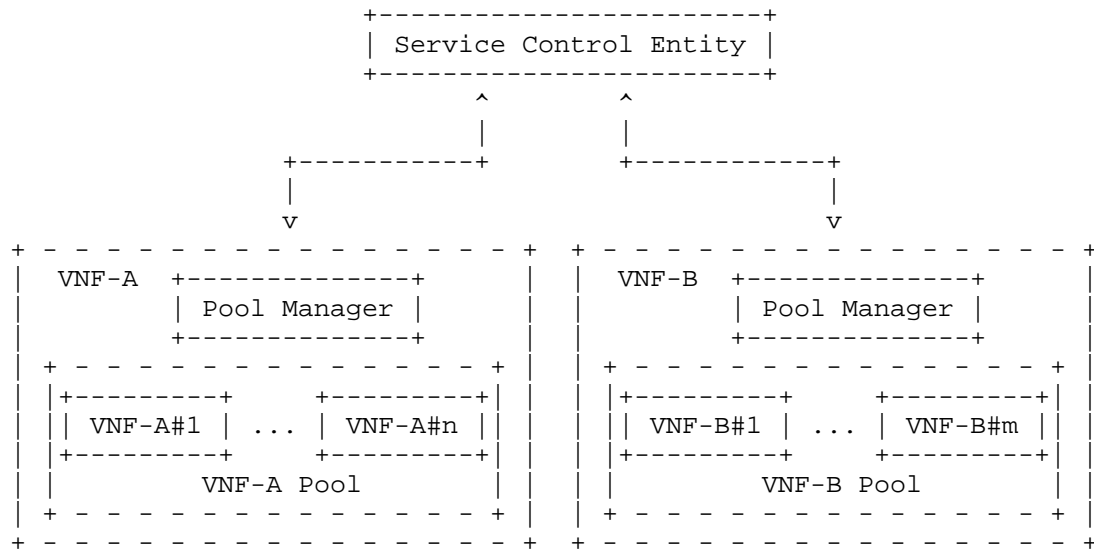 Service Control Entity
VNF-A VNF-B
Pool Manager Pool Manager
VNF-A#1 ... VNF-A#n VNF-B#1 ... VNF-B#m
VNF-A Pool VNF-B Pool